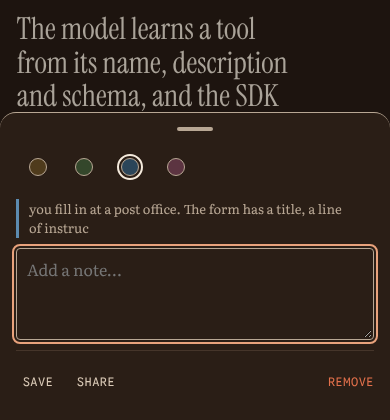 The model learns a tool
from its name, description
and schema, and the SDK
you fill in at a post office. The form has a title, a line
of instruc
Add a note...
SAVE SHARE REMOVE